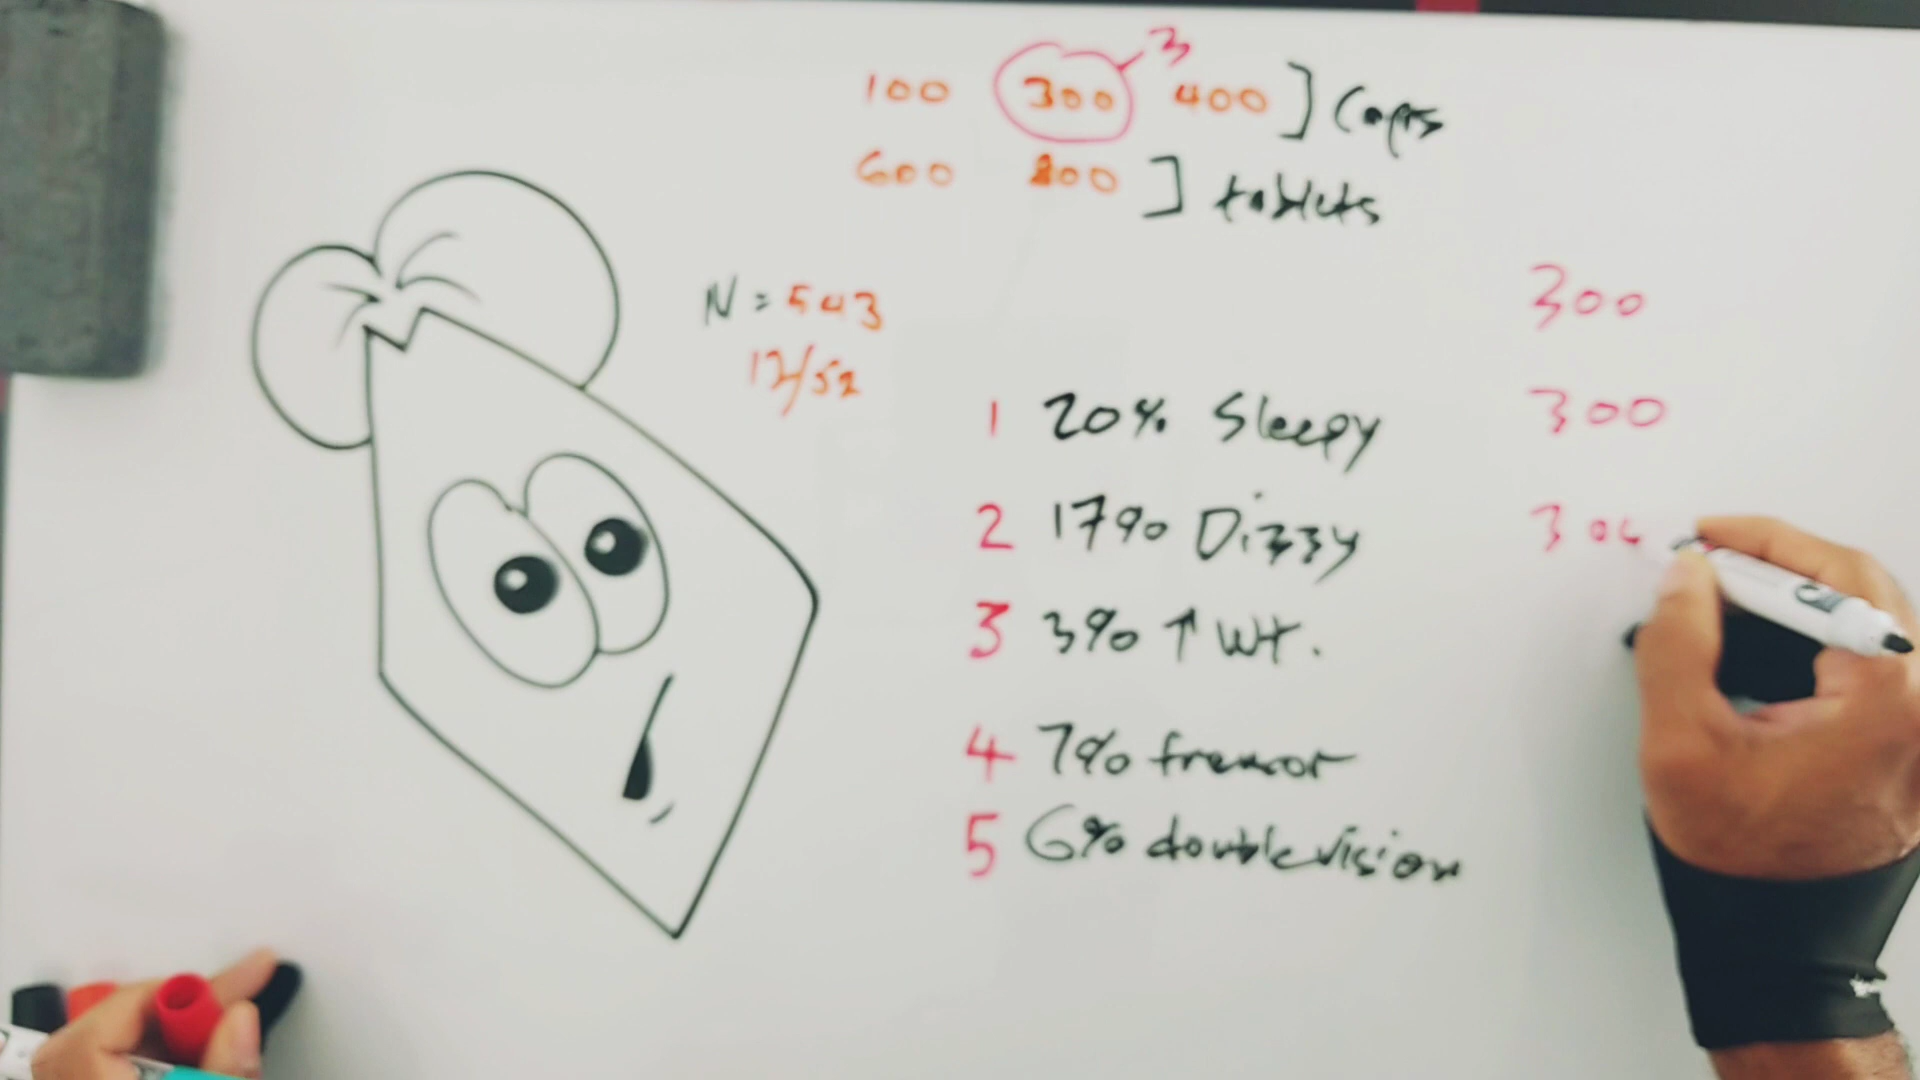 3
100 300 400 ] Caps
600 800 ] tablets
N = 543
12/52
300
1 20% Sleepy
300
2 17% Dizzy
300
3 3% ↑ Wt.
4 7% tremor
5 6% double vision